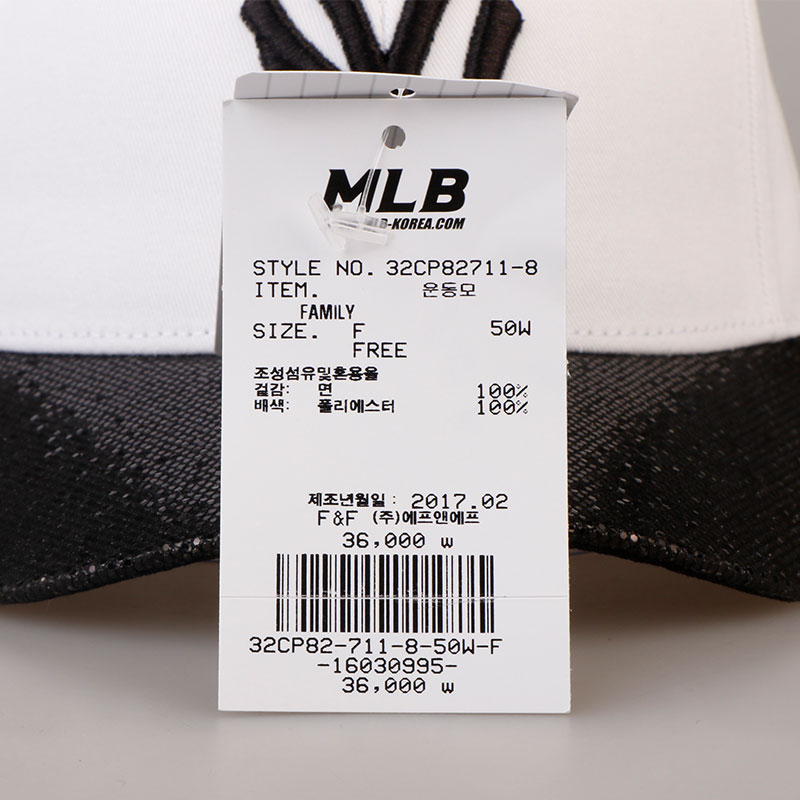 MLB
B-KOREA.COM
STYLE NO. 32CP82711-8
ITEM. 운동모
FAMILY
SIZE. F 50W
FREE
조성섬유및혼용율
겉감: 면 100%
배색: 폴리에스터 100%
제조년월일: 2017.02
F&F (주)에프앤에프
36,000 w
32CP82-711-8-50W-F
-16030995-
36,000 w